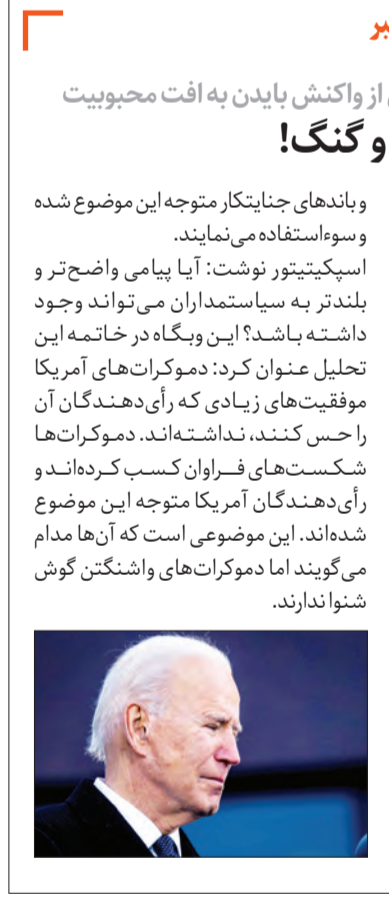 از واکنش بایدن به افت محبوبیت
و گنگ!
و باندهای جنایتکار متوجه این موضوع شده
و سوءاستفاده می‌نمایند.
اسپکیتیتور نوشت: آیا پیامی واضح‌تر و
بلندتر به سیاستمداران می‌تواند وجود
داشته باشد؟ این وبگاه در خاتمه این
تحلیل عنوان کرد: دموکرات‌های آمریکا
موفقیت‌های زیادی که رأی‌دهندگان آن
را حس کنند، نداشته‌اند. دموکرات‌ها
شکست‌های فراوان کسب کرده‌اند و
رأی‌دهندگان آمریکا متوجه این موضوع
شده‌اند. این موضوعی است که آن‌ها مدام
می‌گویند اما دموکرات‌های واشنگتن گوش
شنوا ندارند.